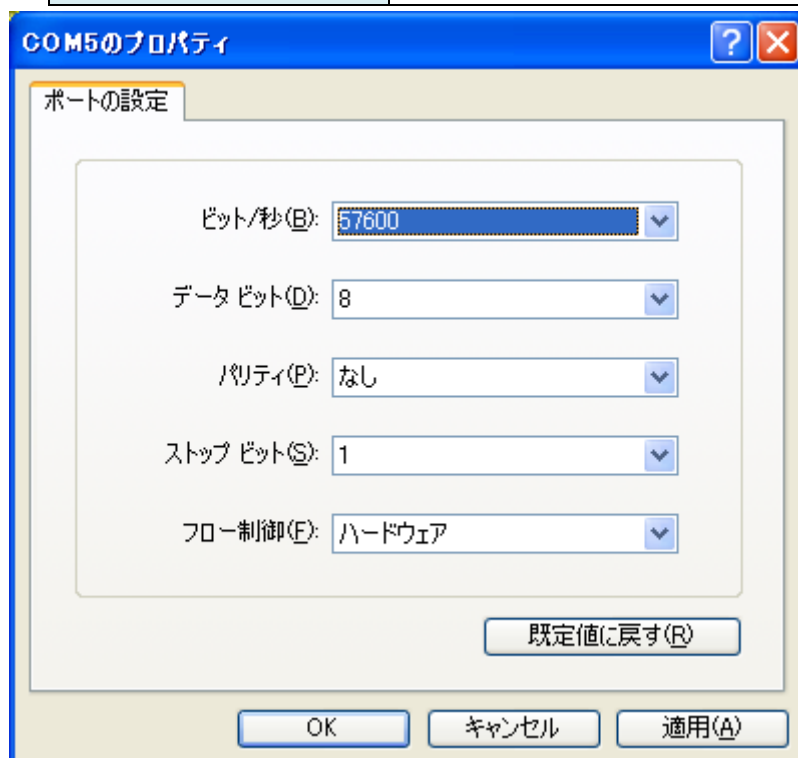 COM5のプロパティ
ポートの設定
ビット/秒(B): 57600
データ ビット(D): 8
パリティ(P): なし
ストップ ビット(S): 1
フロー制御(F): ハードウェア
既定値に戻す(R)
OK キャンセル 適用(A)